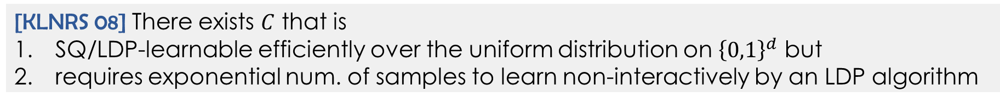 [KLNRS 08] There exists C that is
1. SQ/LDP-learnable efficiently over the uniform distribution on {0,1}^d but
2. requires exponential num. of samples to learn non-interactively by an LDP algorithm